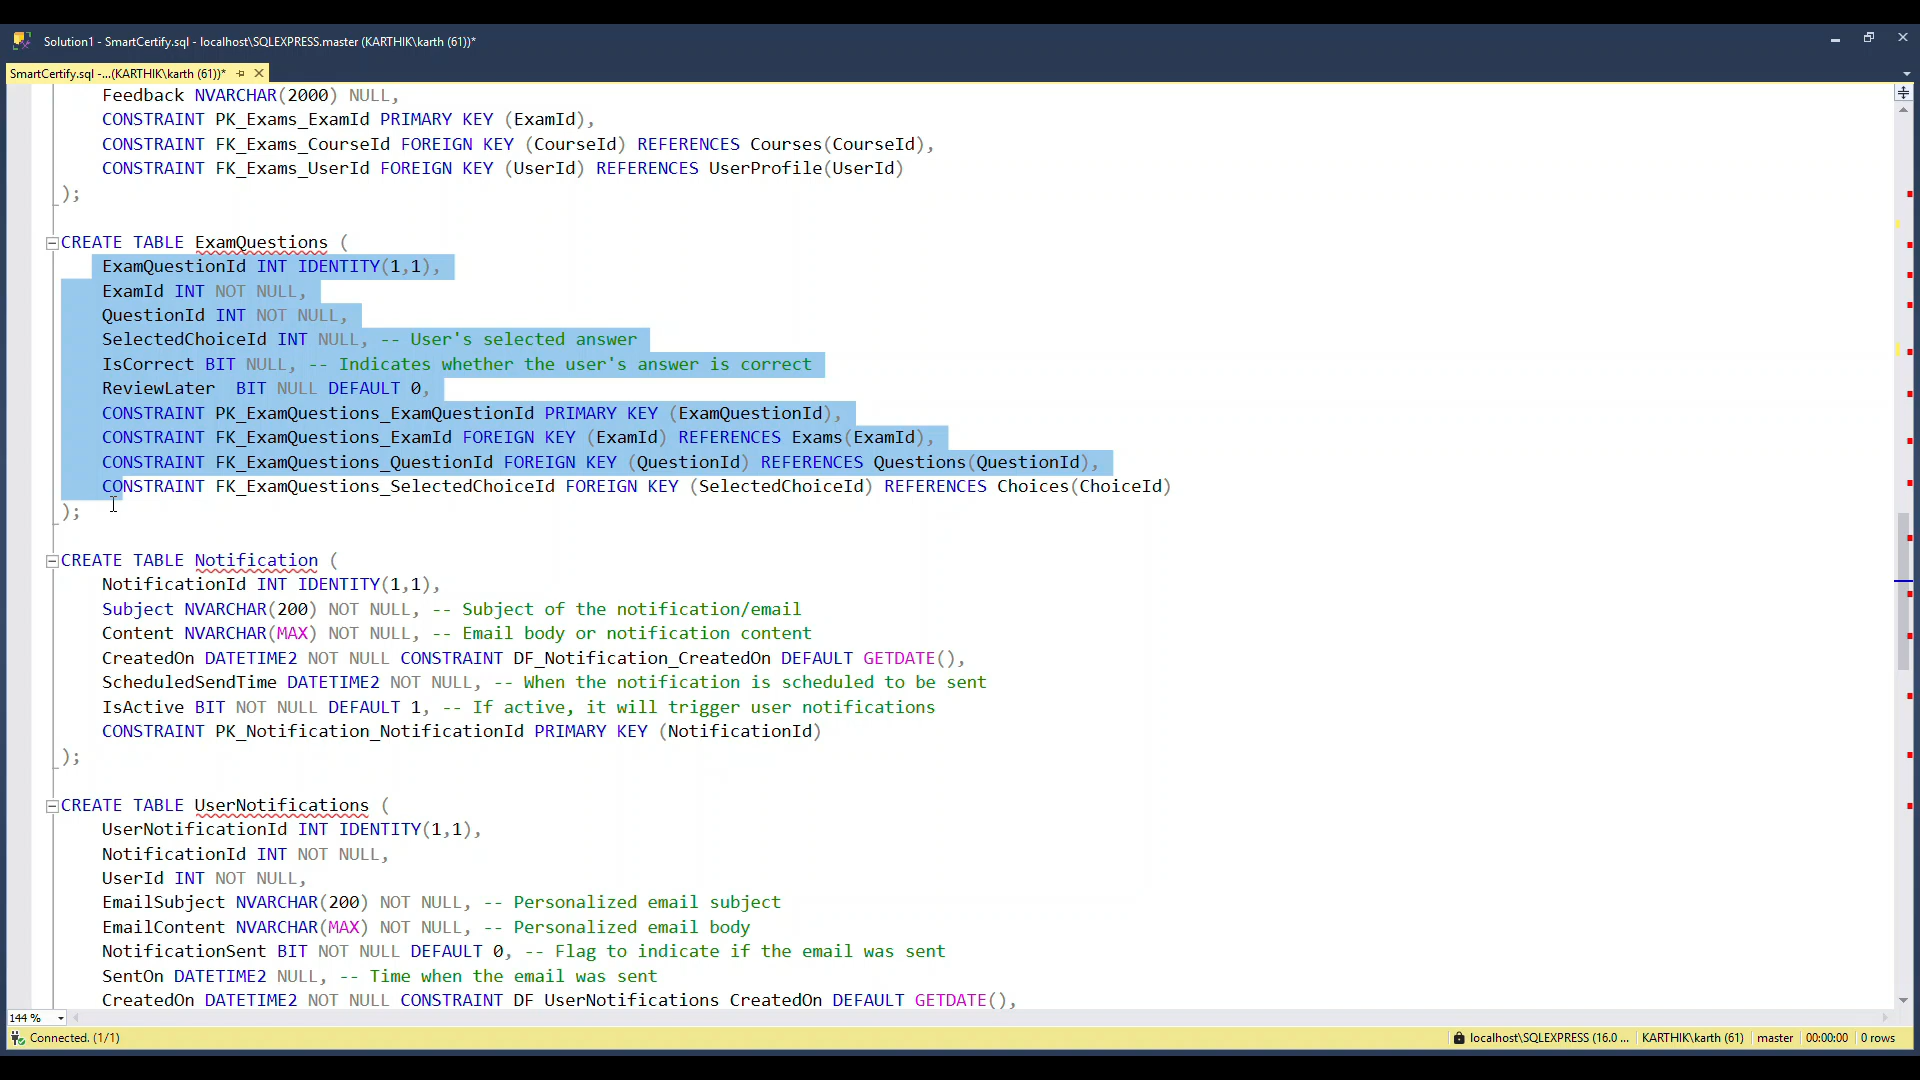 Solution1 - SmartCertify.sql - localhost\SQLEXPRESS.master (KARTHIK\karth (61))*
SmartCertify.sql -...(KARTHIK\karth (61))*
Feedback NVARCHAR(2000) NULL,
CONSTRAINT PK_Exams_ExamId PRIMARY KEY (ExamId),
CONSTRAINT FK_Exams_CourseId FOREIGN KEY (CourseId) REFERENCES Courses(CourseId),
CONSTRAINT FK_Exams_UserId FOREIGN KEY (UserId) REFERENCES UserProfile(UserId)
);
CREATE TABLE ExamQuestions (
ExamQuestionId INT IDENTITY(1,1),
ExamId INT NOT NULL,
QuestionId INT NOT NULL,
SelectedChoiceId INT NULL, -- User's selected answer
IsCorrect BIT NULL, -- Indicates whether the user's answer is correct
ReviewLater  BIT NULL DEFAULT 0,
CONSTRAINT PK_ExamQuestions_ExamQuestionId PRIMARY KEY (ExamQuestionId),
CONSTRAINT FK_ExamQuestions_ExamId FOREIGN KEY (ExamId) REFERENCES Exams(ExamId),
CONSTRAINT FK_ExamQuestions_QuestionId FOREIGN KEY (QuestionId) REFERENCES Questions(QuestionId),
CONSTRAINT FK_ExamQuestions_SelectedChoiceId FOREIGN KEY (SelectedChoiceId) REFERENCES Choices(ChoiceId)
);
CREATE TABLE Notification (
NotificationId INT IDENTITY(1,1),
Subject NVARCHAR(200) NOT NULL, -- Subject of the notification/email
Content NVARCHAR(MAX) NOT NULL, -- Email body or notification content
CreatedOn DATETIME2 NOT NULL CONSTRAINT DF_Notification_CreatedOn DEFAULT GETDATE(),
ScheduledSendTime DATETIME2 NOT NULL, -- When the notification is scheduled to be sent
IsActive BIT NOT NULL DEFAULT 1, -- If active, it will trigger user notifications
CONSTRAINT PK_Notification_NotificationId PRIMARY KEY (NotificationId)
);
CREATE TABLE UserNotifications (
UserNotificationId INT IDENTITY(1,1),
NotificationId INT NOT NULL,
UserId INT NOT NULL,
EmailSubject NVARCHAR(200) NOT NULL, -- Personalized email subject
EmailContent NVARCHAR(MAX) NOT NULL, -- Personalized email body
NotificationSent BIT NOT NULL DEFAULT 0, -- Flag to indicate if the email was sent
SentOn DATETIME2 NULL, -- Time when the email was sent
CreatedOn DATETIME2 NOT NULL CONSTRAINT DF_UserNotifications_CreatedOn DEFAULT GETDATE(),
144 %
Connected. (1/1)
localhost\SQLEXPRESS (16.0 ... KARTHIK\karth (61) master 00:00:00 0 rows